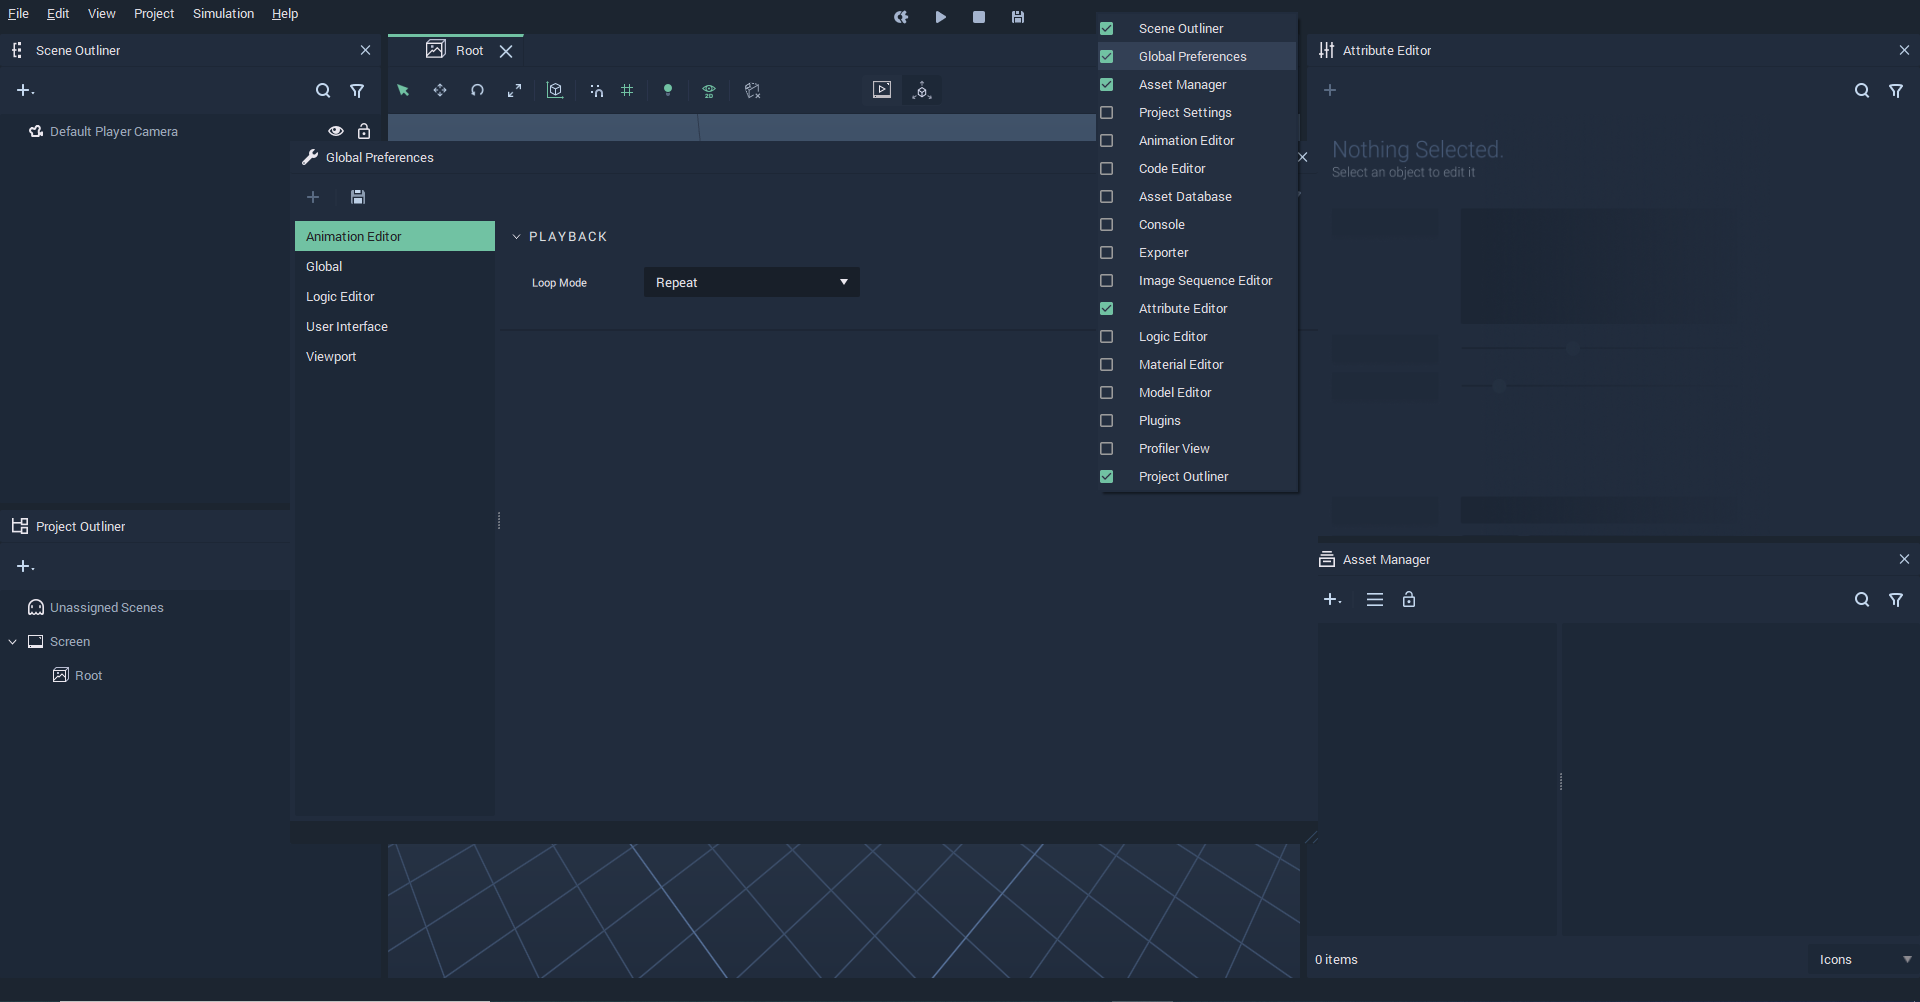 File Edit View Project Simulation Help
Scene Outliner
Default Player Camera
Root
Global Preferences
Animation Editor
Global
Logic Editor
User Interface
Viewport
PLAYBACK
Loop Mode Repeat
Scene Outliner
Global Preferences
Asset Manager
Project Settings
Animation Editor
Code Editor
Asset Database
Console
Exporter
Image Sequence Editor
Attribute Editor
Logic Editor
Material Editor
Model Editor
Plugins
Profiler View
Project Outliner
Attribute Editor
Nothing Selected.
Select an object to edit it
Project Outliner
Unassigned Scenes
Screen
Root
Asset Manager
0 items Icons